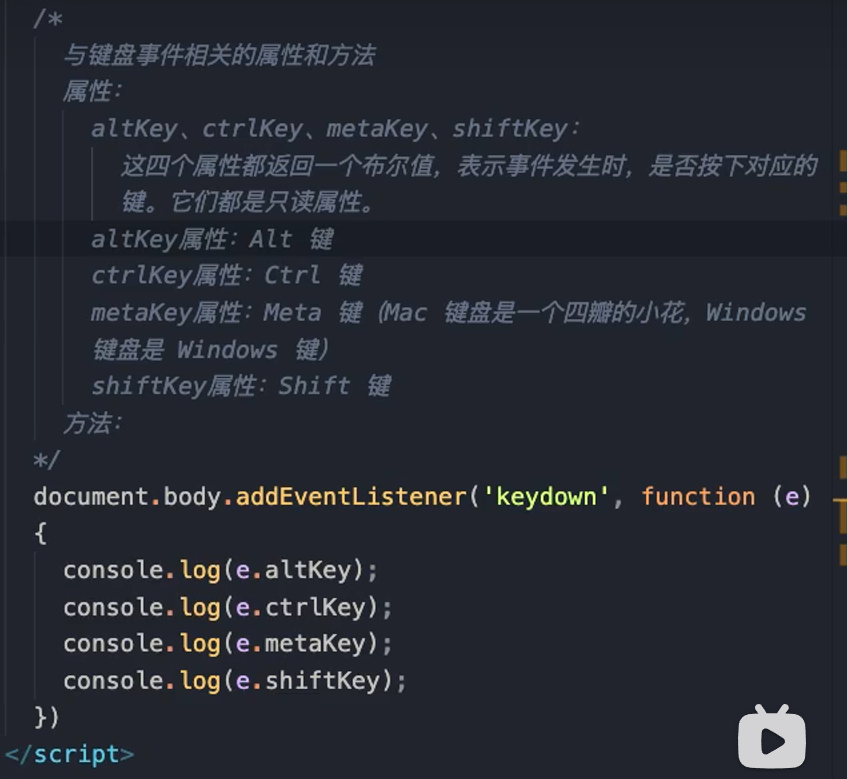 /*
与键盘事件相关的属性和方法
属性：
altKey、ctrlKey、metaKey、shiftKey：
这四个属性都返回一个布尔值，表示事件发生时，是否按下对应的
键。它们都是只读属性。
altKey属性：Alt 键
ctrlKey属性：Ctrl 键
metaKey属性：Meta 键（Mac 键盘是一个四瓣的小花，Windows
键盘是 Windows 键）
shiftKey属性：Shift 键
方法：
*/
document.body.addEventListener('keydown', function (e)
{
console.log(e.altKey);
console.log(e.ctrlKey);
console.log(e.metaKey);
console.log(e.shiftKey);
})
</script>